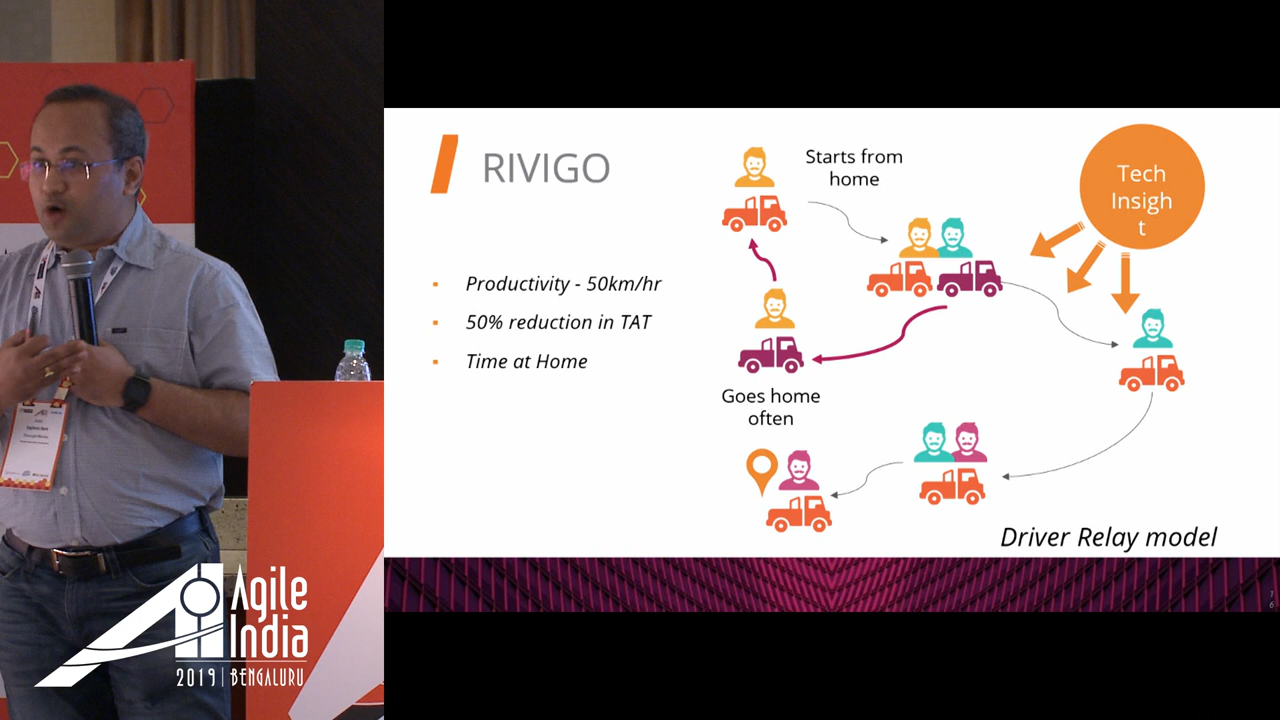 RIVIGO
Productivity - 50km/hr
50% reduction in TAT
Time at Home
Starts from
home
Tech
Insigh
t
Goes home
often
Driver Relay model
16
Agile
India
2019 | BENGALURU